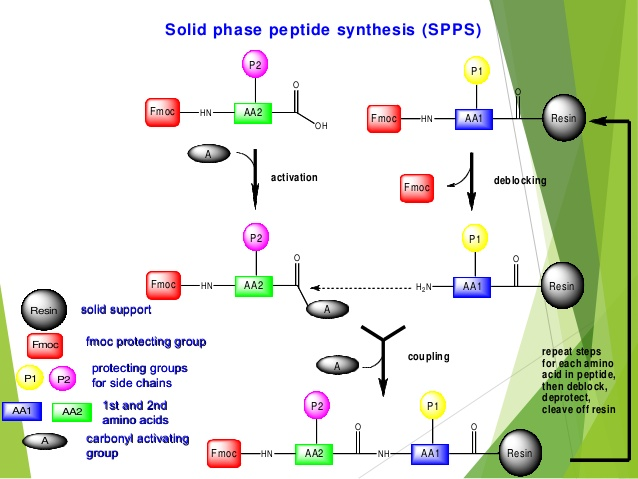 Solid phase peptide synthesis (SPPS)
P2
Fmoc HN AA2 O OH
P1
Fmoc HN AA1 O Resin
A
activation
Fmoc
deblocking
P2
Fmoc HN AA2 O A
P1
H₂N AA1 O Resin
Resin solid support
Fmoc fmoc protecting group
P1 P2 protecting groups
for side chains
AA1 AA2 1st and 2nd
amino acids
A carbonyl activating
group
A
coupling
repeat steps
for each amino
acid in peptide,
then deblock,
deprotect,
cleave off resin
P2 P1
Fmoc HN AA2 O NH AA1 O Resin